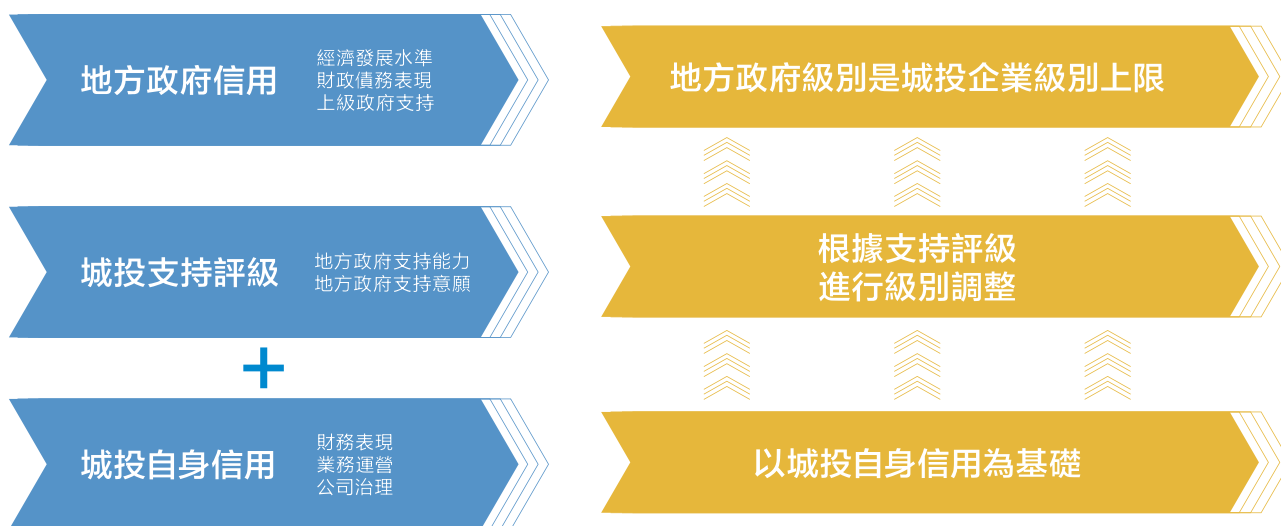 地方政府信用
經濟發展水準
財政債務表現
上級政府支持
地方政府級別是城投企業級別上限
城投支持評級
地方政府支持能力
地方政府支持意願
根據支持評級
進行級別調整
+
城投自身信用
財務表現
業務運營
公司治理
以城投自身信用為基礎